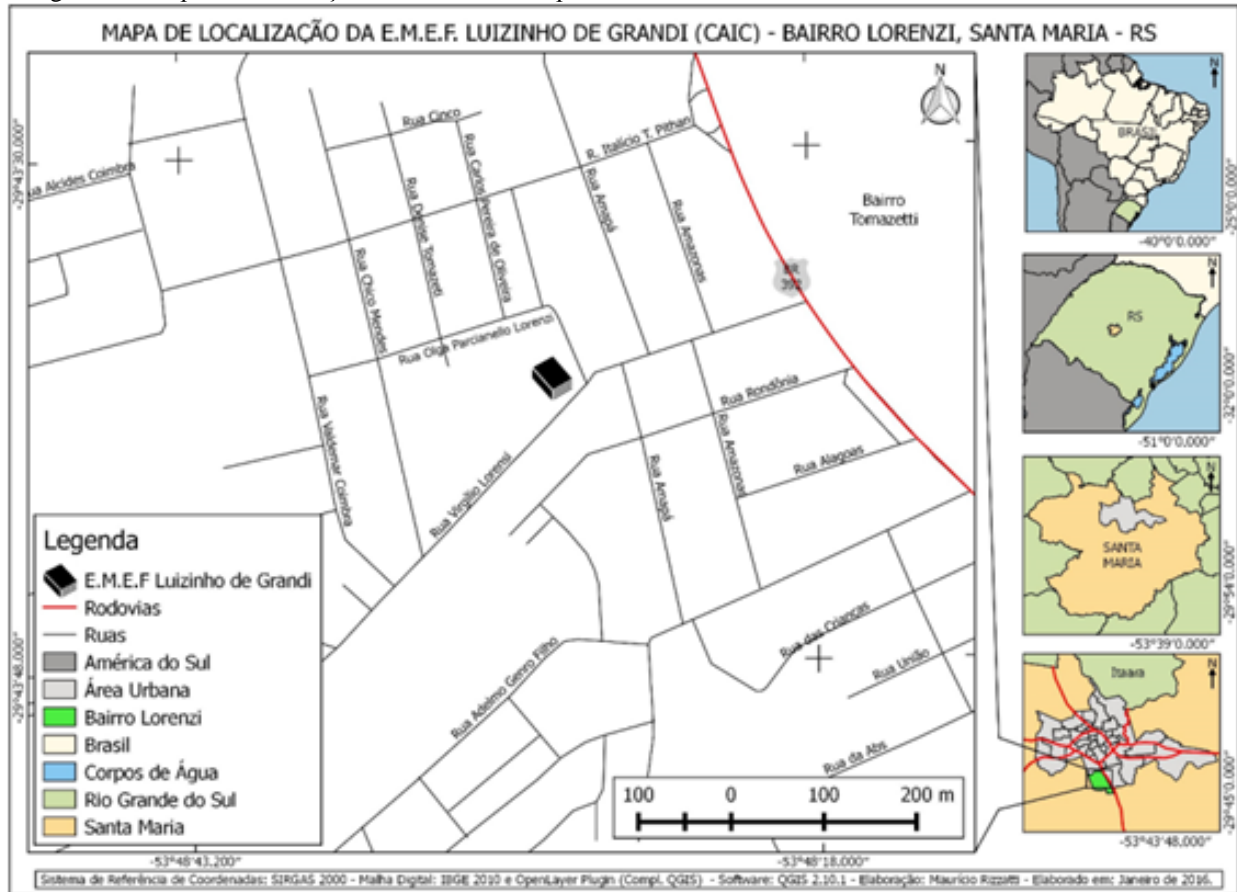 MAPA DE LOCALIZAÇÃO DA E.M.E.F. LUIZINHO DE GRANDI (CAIC) - BAIRRO LORENZI, SANTA MARIA - RS
N
Rua Cinco
R. Italício T. Pithan
Rua Alcides Coimbra
Rua Carlos Pereira de Oliveira
Rua Denise Tomazeti
Rua Amapá
Rua Amazonas
Bairro
Tomazetti
BR
392
Rua Chico Mendes
Rua Olga Parcianello Lorenzi
Rua Rondônia
Rua Valdemar Coimbra
Rua Virgílio Lorensi
Rua Amapá
Rua Amazonas
Rua Alagoas
Rua das Crianças
Rua União
Rua Adelmo Genro Filho
Rua da Abs
-29°43'30.000"
-29°43'48.000"
-53°48'43.200"
-53°48'18.000"
100 0 100 200 m
Legenda
E.M.E.F Luizinho de Grandi
Rodovias
Ruas
América do Sul
Área Urbana
Bairro Lorenzi
Brasil
Corpos de Água
Rio Grande do Sul
Santa Maria
N
BRASIL
-25°0'0.000"
-40°0'0.000"
N
RS
-32°0'0.000"
-51°0'0.000"
N
SANTA
MARIA
-29°54'0.000"
-53°39'0.000"
N
Itaara
-29°45'0.000"
-53°43'48.000"
Sistema de Referência de Coordenadas: SIRGAS 2000 - Malha Digital: IBGE 2010 e OpenLayer Plugin (Compl. QGIS) - Software: QGIS 2.10.1 - Elaboração: Maurício Rizzatti - Elaborado em: Janeiro de 2016.